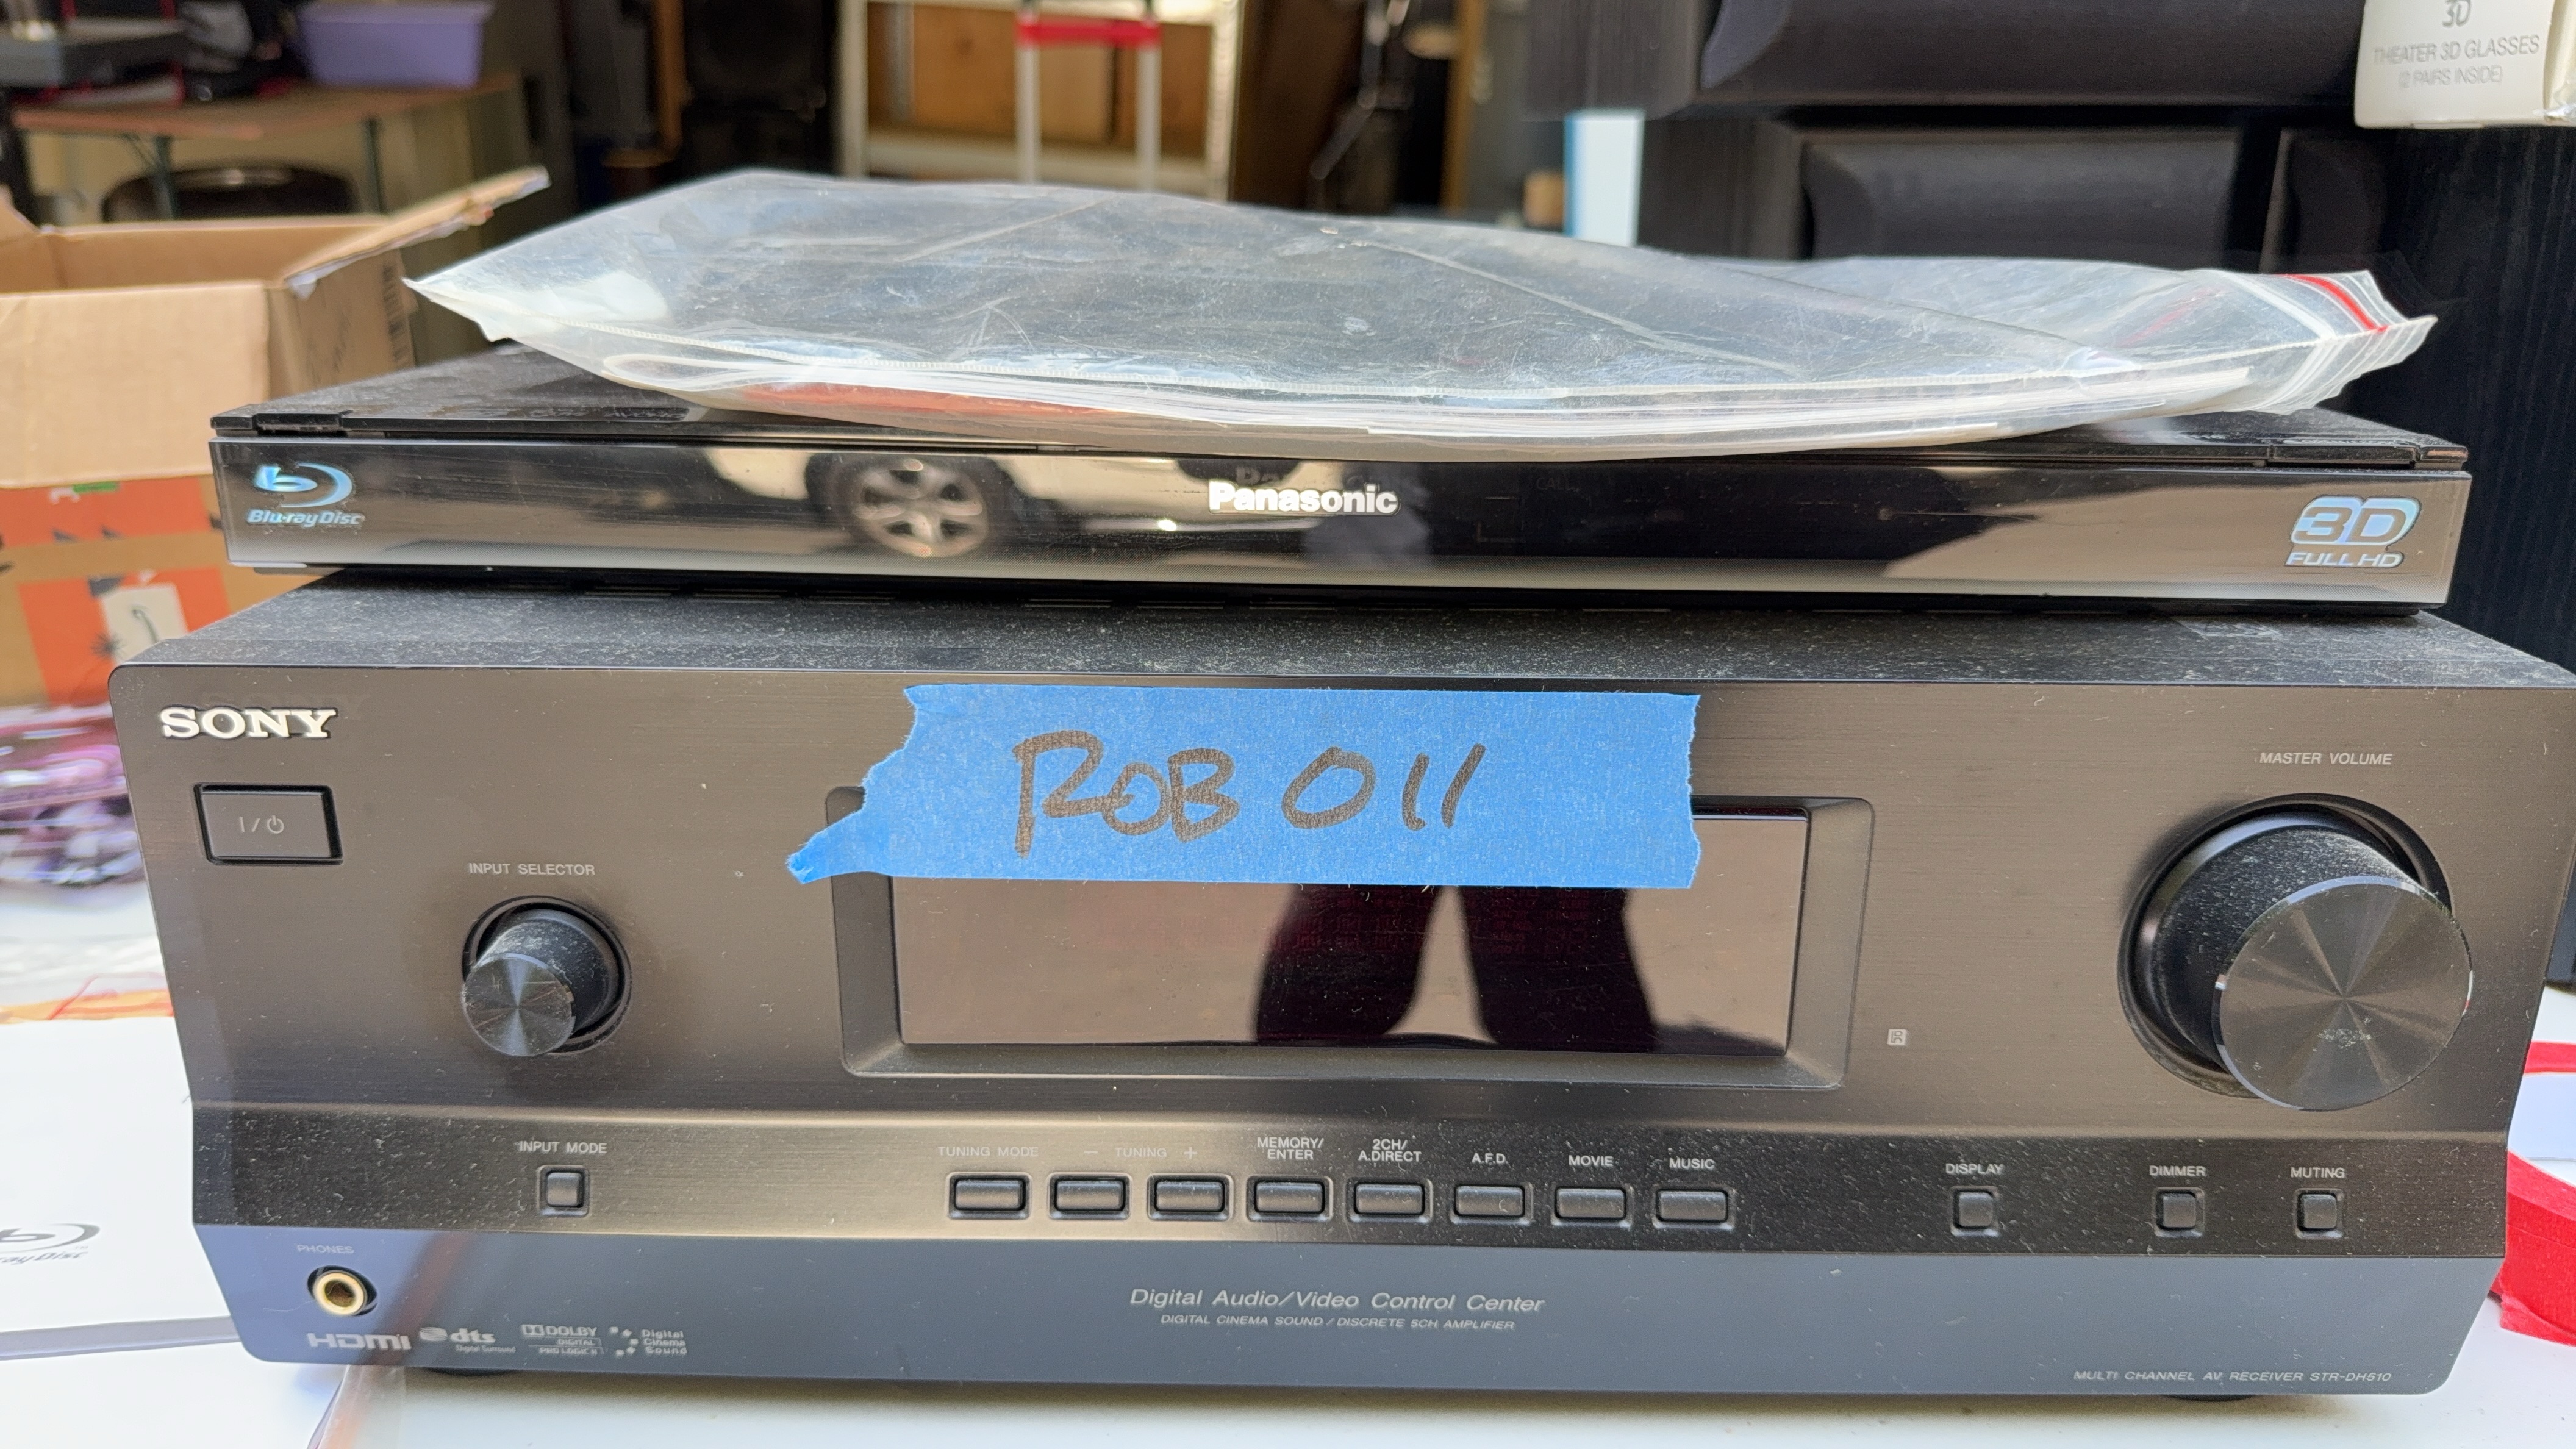 3D
THEATER 3D GLASSES
(2 PAIRS INSIDE)
Blu-ray Disc
Panasonic
3D
FULL HD
SONY
ROB 011
MASTER VOLUME
I/⏻
INPUT SELECTOR
INPUT MODE
TUNING MODE
− TUNING +
MEMORY/
ENTER
2CH/
A.DIRECT
A.F.D.
MOVIE
MUSIC
DISPLAY
DIMMER
MUTING
PHONES
Digital Audio/Video Control Center
DIGITAL CINEMA SOUND / DISCRETE 5CH AMPLIFIER
HDMI
dts
Digital Surround
DOLBY
DIGITAL
PRO LOGIC II
Digital
Cinema
Sound
MULTI CHANNEL AV RECEIVER STR-DH510
ray Disc